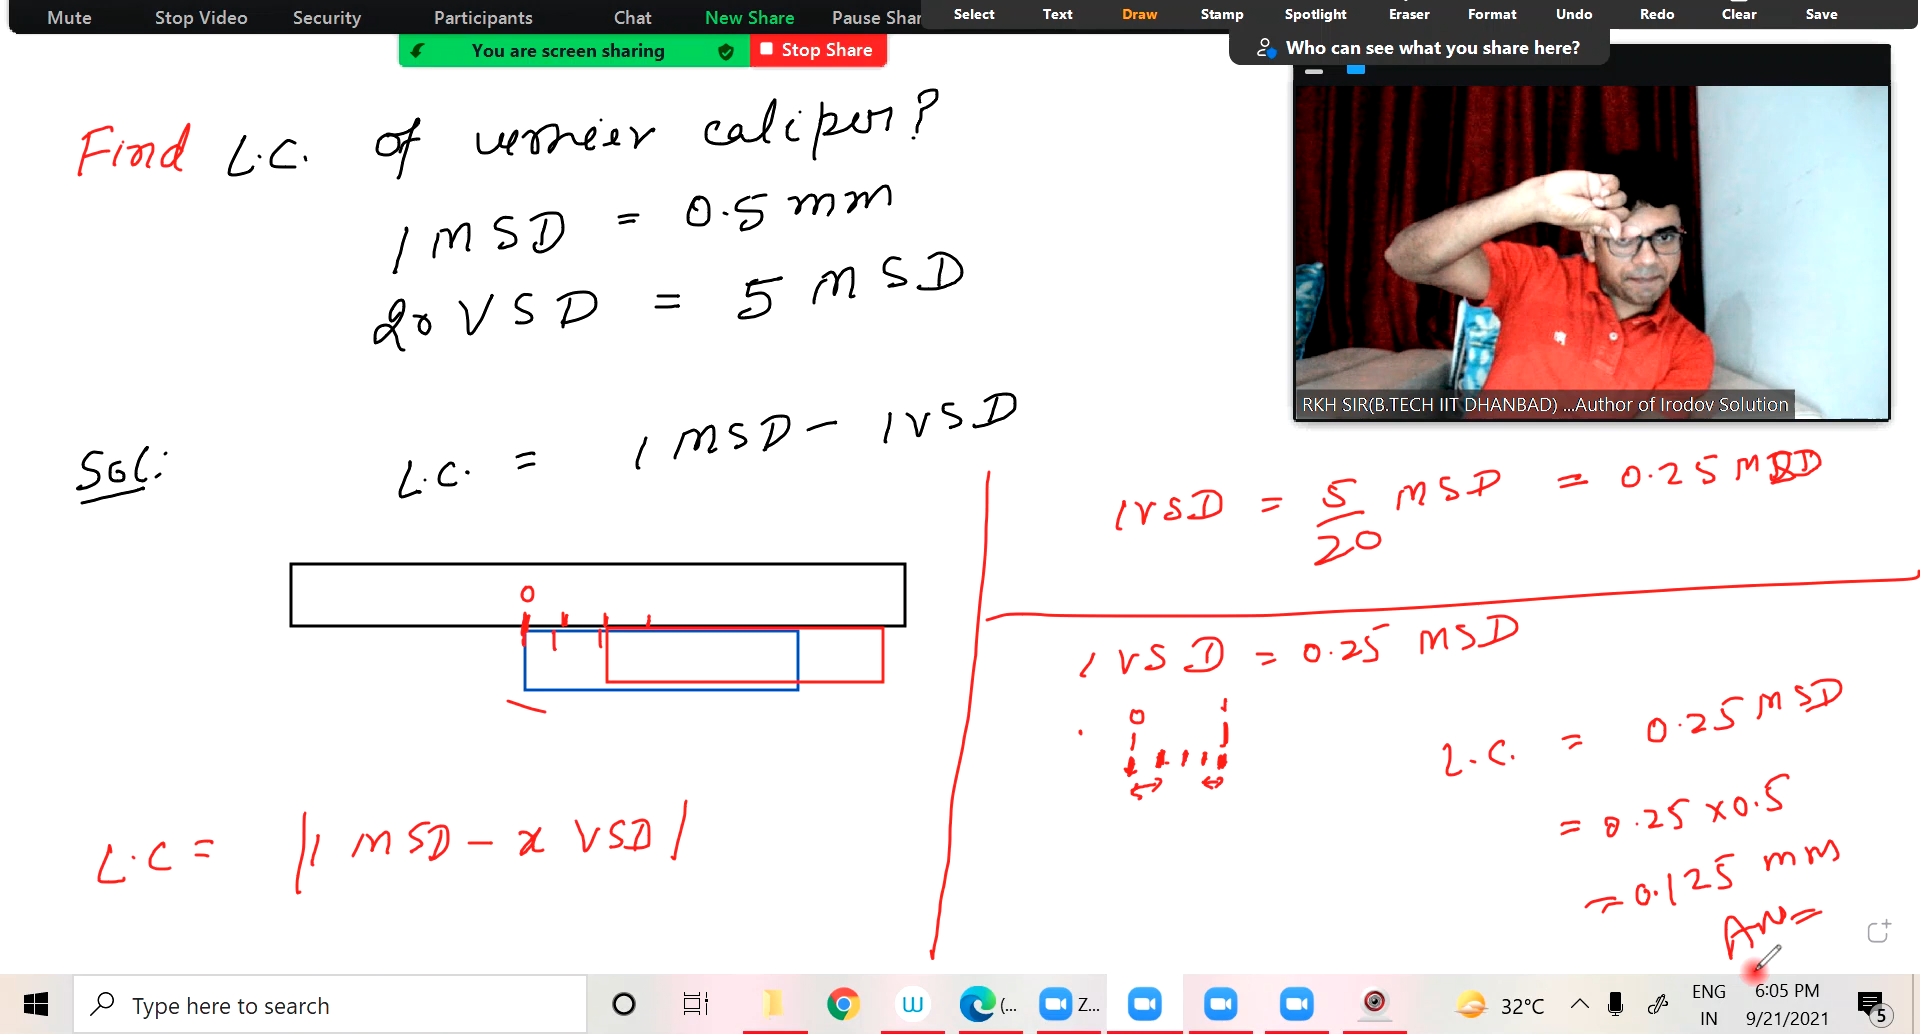 Mute Stop Video Security Participants Chat New Share Pause Shar
Select Text Draw Stamp Spotlight Eraser Format Undo Redo Clear Save
You are screen sharing Stop Share
Who can see what you share here?
Find L.C. of vernier caliper?
1 MSD = 0.5 mm
20 VSD = 5 MSD
RKH SIR(B.TECH IIT DHANBAD) ...Author of Irodov Solution
Sol:
L.C. = 1 MSD - 1VSD
1VSD = 5/20 MSD = 0.25 MSD
0
1 VSD = 0.25 MSD
0 1
L.C. = 0.25 MSD
= 0.25 x 0.5
= 0.125 mm
Ans
L.C = |1 MSD - x VSD|
Type here to search
(...
Z...
32°C
ENG
IN
6:05 PM
9/21/2021
5